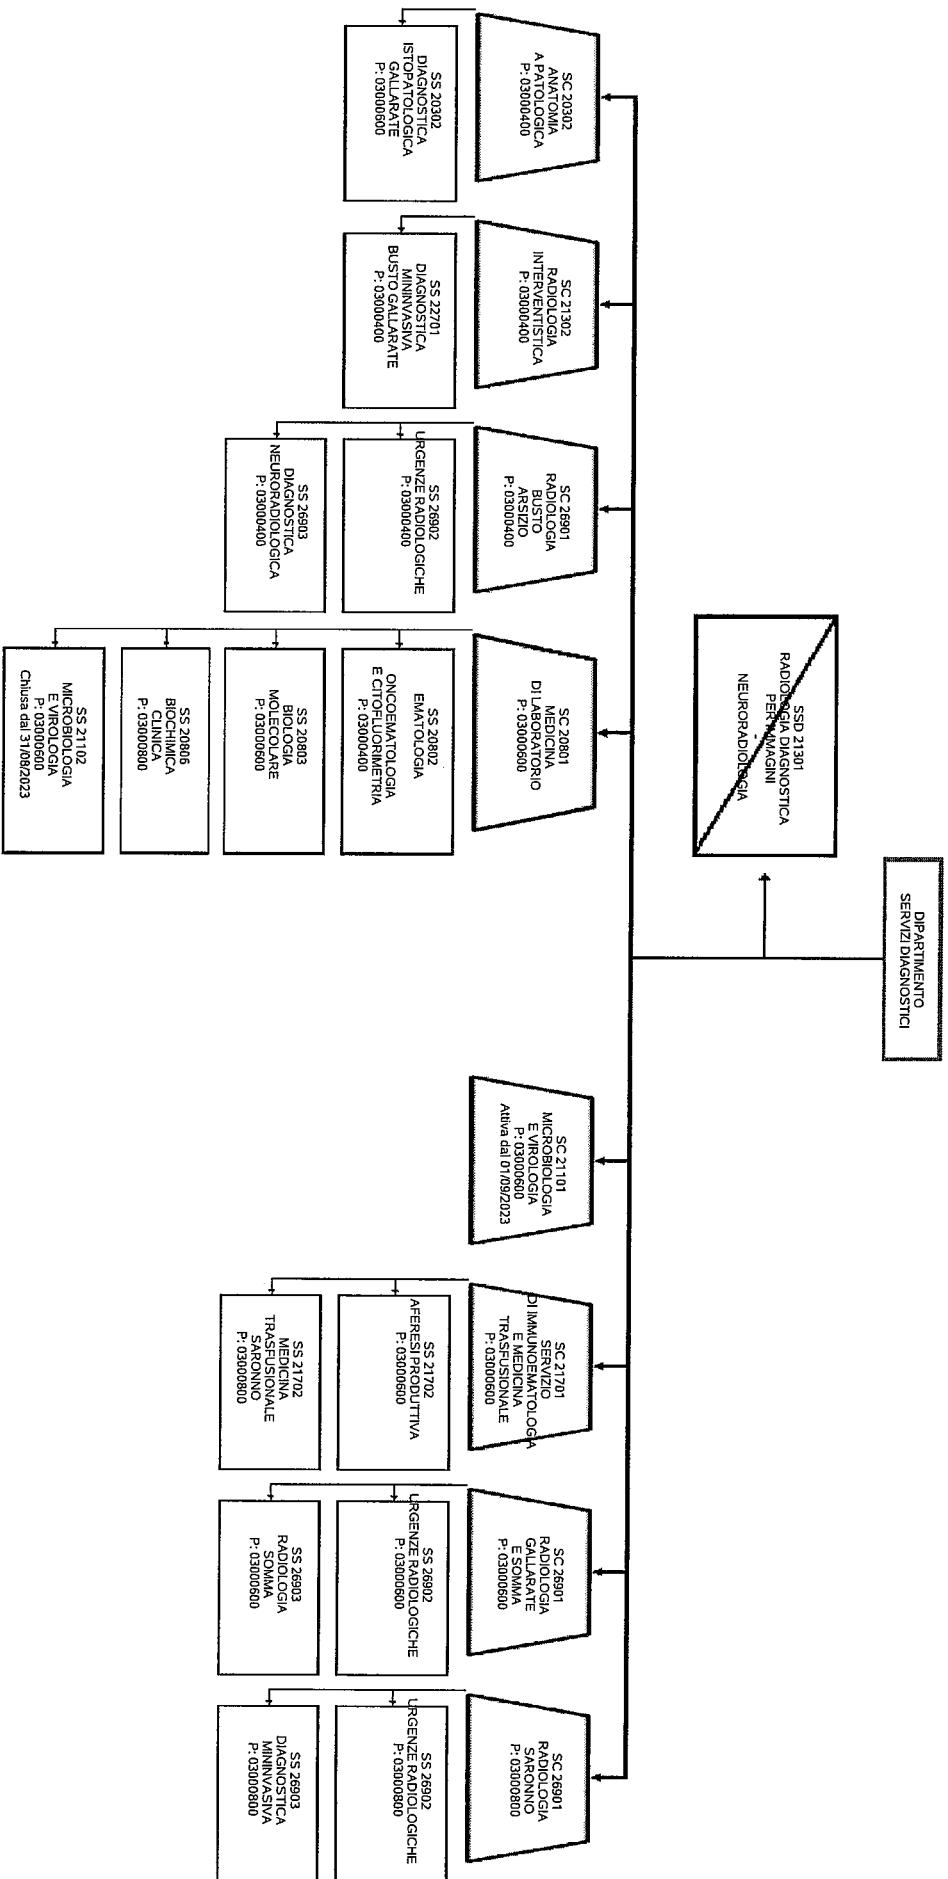 DIPARTIMENTO
SERVIZI DIAGNOSTICI
SSD 21301
RADIOLOGIA DIAGNOSTICA
PER IMMAGINI
-
NEURORADIOLOGIA
SC 20302
ANATOMIA
A PATOLOGICA
P: 03000400
SS 20302
DIAGNOSTICA
ISTOPATOLOGICA
GALLARATE
P: 03000600
SC 21302
RADIOLOGIA
INTERVENTISTICA
P: 03000400
SS 22701
DIAGNOSTICA
MININVASIVA
BUSTO GALLARATE
P: 03000400
SC 26901
RADIOLOGIA
BUSTO
ARSIZIO
P: 03000400
SS 26902
URGENZE RADIOLOGICHE
P: 03000400
SS 26903
DIAGNOSTICA
NEURORADIOLOGICA
P: 03000400
SC 20801
MEDICINA
DI LABORATORIO
P: 03000600
SS 20802
EMATOLOGIA
ONCOEMATOLOGIA
E CITOFLUORIMETRIA
P: 03000400
SS 20803
BIOLOGIA
MOLECOLARE
P: 03000600
SS 20806
BIOCHIMICA
CLINICA
P: 03000800
SS 21102
MICROBIOLOGIA
E VIROLOGIA
P: 03000600
Chiusa dal 31/08/2023
SC 21101
MICROBIOLOGIA
E VIROLOGIA
P: 03000600
Attiva dal 01/09/2023
SC 21701
SERVIZIO
DI IMMUNOEMATOLOGIA
E MEDICINA
TRASFUSIONALE
P: 03000600
SS 21702
AFERESI PRODUTTIVA
P: 03000600
SS 21702
MEDICINA
TRASFUSIONALE
SARONNO
P: 03000800
SC 26901
RADIOLOGIA
GALLARATE
E SOMMA
P: 03000600
SS 26902
URGENZE RADIOLOGICHE
P: 03000600
SS 26903
RADIOLOGIA
SOMMA
P: 03000600
SC 26901
RADIOLOGIA
SARONNO
P: 03000800
SS 26902
URGENZE RADIOLOGICHE
P: 03000800
SS 26903
DIAGNOSTICA
MININVASIVA
P: 03000800